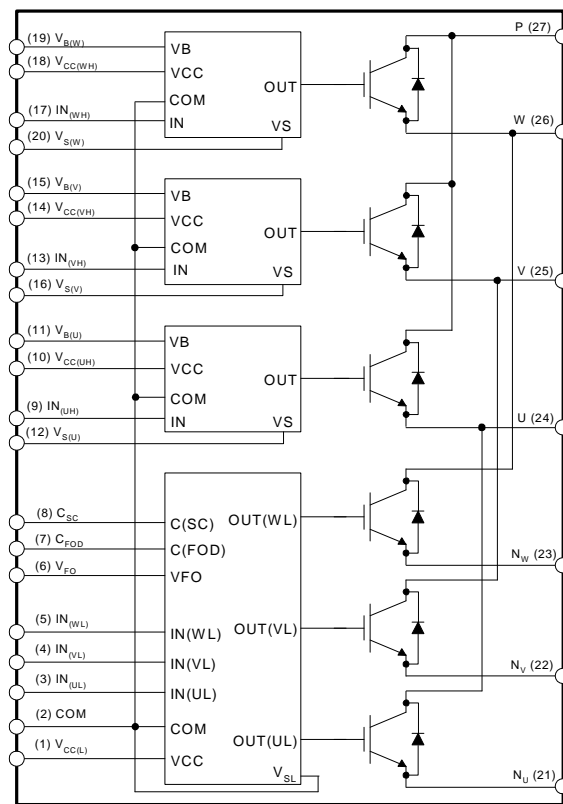 (19) VB(W)
(18) VCC(WH)
(17) IN(WH)
(20) VS(W)
VB
VCC
COM
IN
OUT
VS
P (27)
W (26)
(15) VB(V)
(14) VCC(VH)
(13) IN(VH)
(16) VS(V)
VB
VCC
COM
IN
OUT
VS
V (25)
(11) VB(U)
(10) VCC(UH)
(9) IN(UH)
(12) VS(U)
VB
VCC
COM
IN
OUT
VS
U (24)
(8) CSC
(7) CFOD
(6) VFO
(5) IN(WL)
(4) IN(VL)
(3) IN(UL)
(2) COM
(1) VCC(L)
C(SC)
C(FOD)
VFO
IN(WL)
IN(VL)
IN(UL)
COM
VCC
OUT(WL)
OUT(VL)
OUT(UL)
VSL
NW (23)
NV (22)
NU (21)